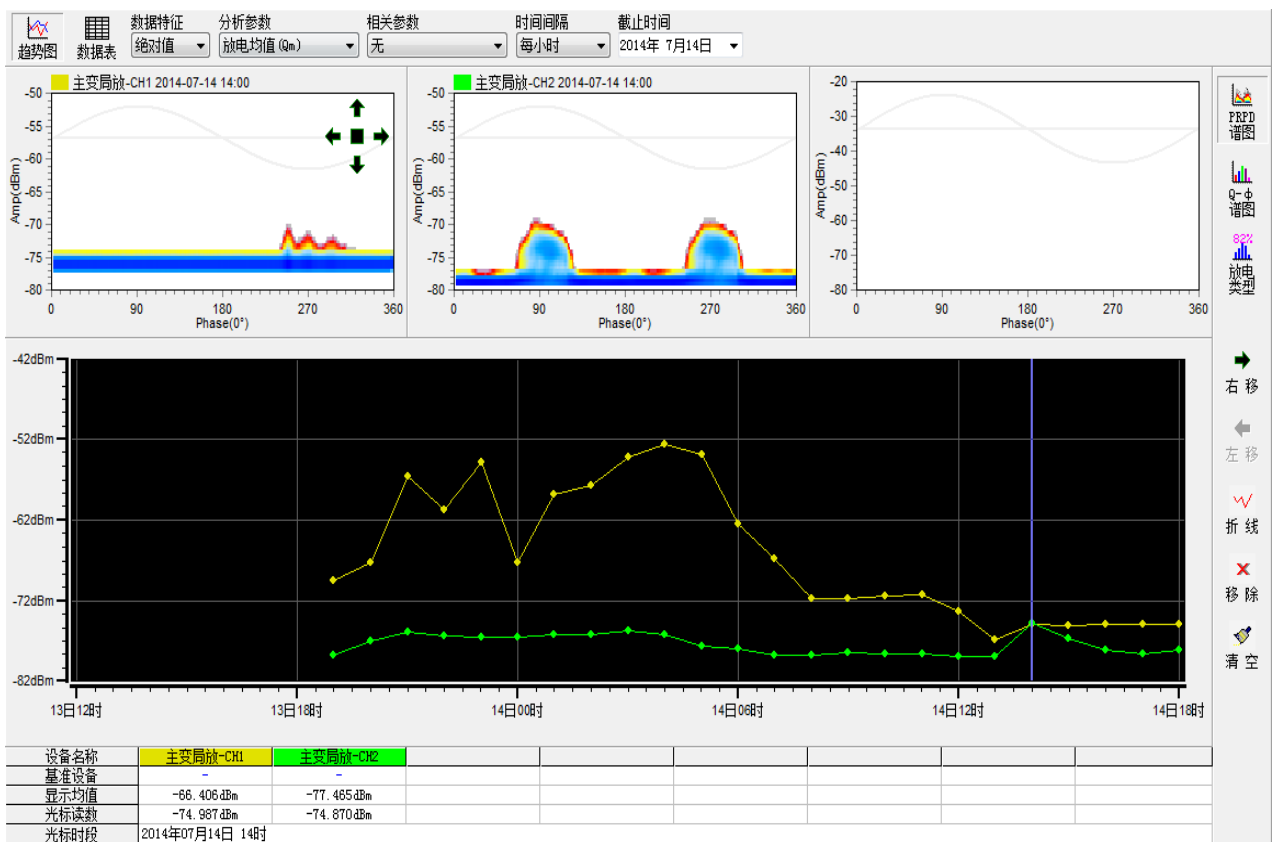 数据特征 分析参数 相关参数 时间间隔 截止时间
趋势图 数据表 绝对值 放电均值(Qm) 无 每小时 2014年 7月14日
主变局放-CH1 2014-07-14 14:00
-50
-55
-60
-65
-70
-75
-80
Amp(dBm)
0 90 180 270 360
Phase(0°)
主变局放-CH2 2014-07-14 14:00
-50
-55
-60
-65
-70
-75
-80
Amp(dBm)
0 90 180 270 360
Phase(0°)
-20
-30
-40
-50
-60
-70
-80
Amp(dBm)
0 90 180 270 360
Phase(0°)
PRPD
谱图
Q-ф
谱图
82%
放电
类型
右移
左移
折线
移除
清空
-42dBm
-52dBm
-62dBm
-72dBm
-82dBm
13日12时 13日18时 14日00时 14日06时 14日12时 14日18时
设备名称 主变局放-CH1 主变局放-CH2
基准设备 - -
显示均值 -66.406dBm -77.465dBm
光标读数 -74.987dBm -74.870dBm
光标时段 2014年07月14日 14时